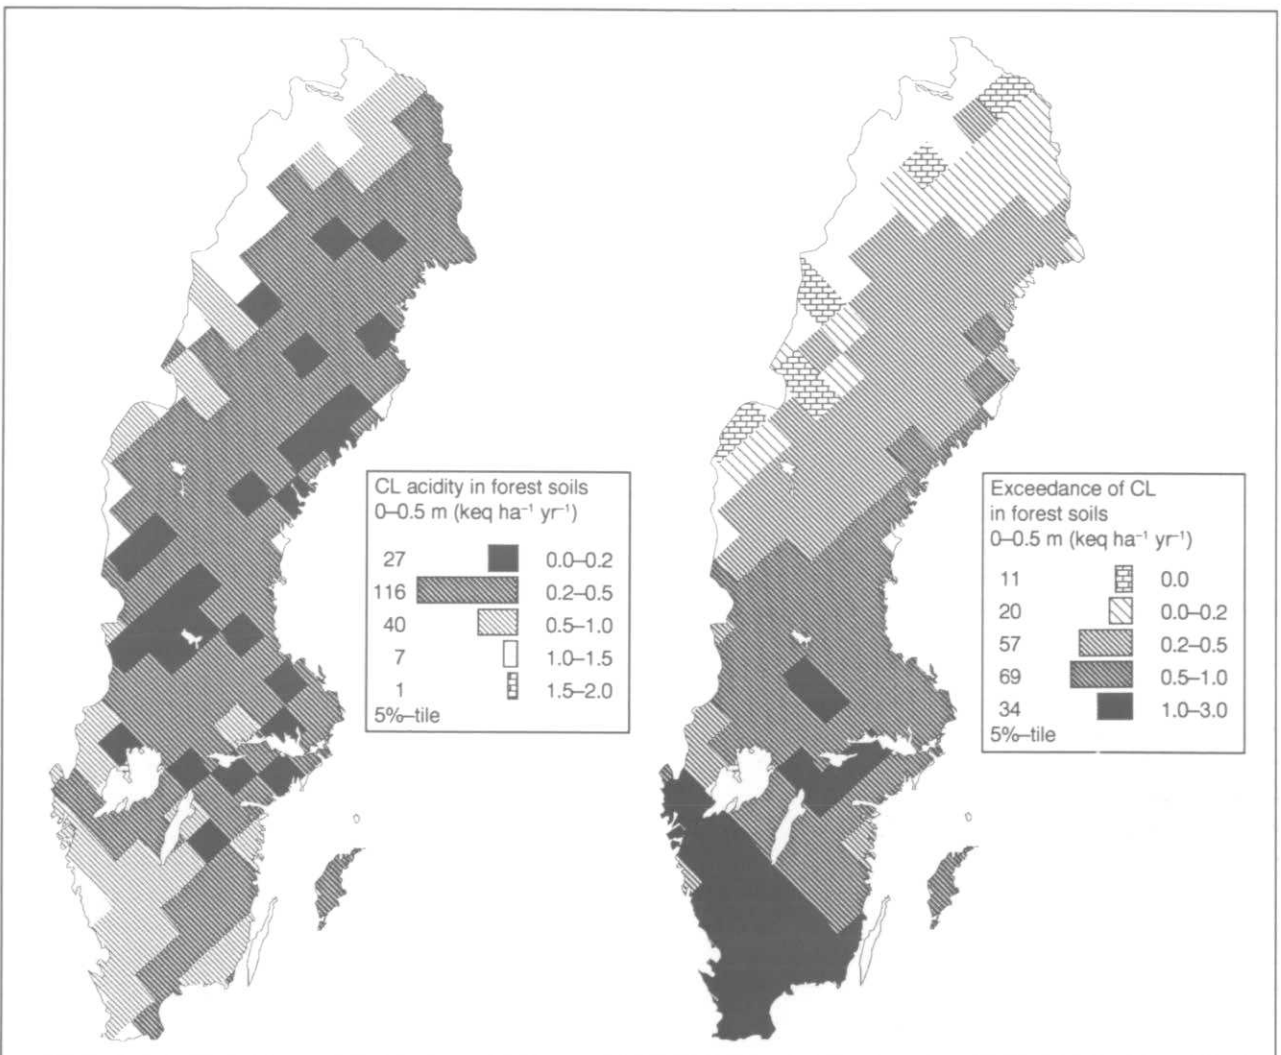 CL acidity in forest soils
0–0.5 m (keq ha⁻¹ yr⁻¹)
27 0.0–0.2
116 0.2–0.5
40 0.5–1.0
7 1.0–1.5
1 1.5–2.0
5%–tile
Exceedance of CL
in forest soils
0–0.5 m (keq ha⁻¹ yr⁻¹)
11 0.0
20 0.0–0.2
57 0.2–0.5
69 0.5–1.0
34 1.0–3.0
5%–tile